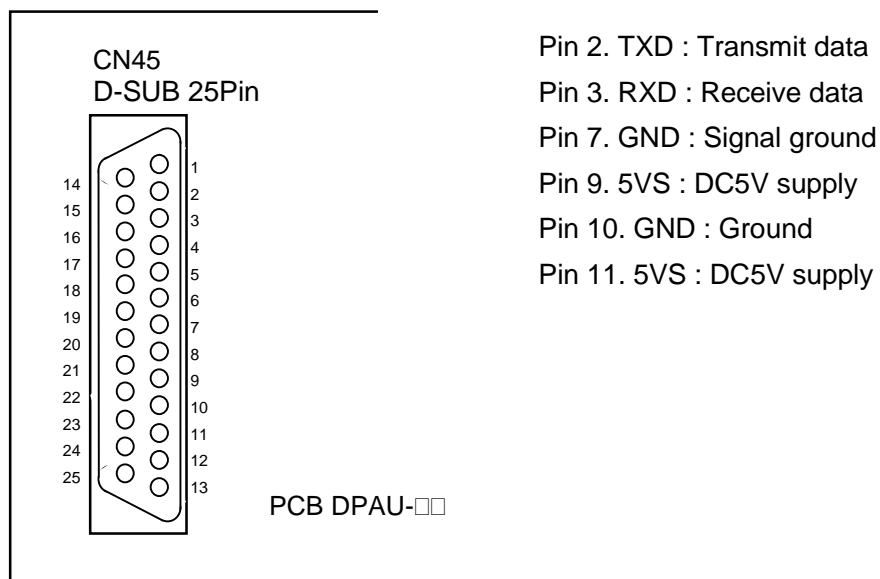 CN45
D-SUB 25Pin
1
2
3
4
5
6
7
8
9
10
11
12
13
14
15
16
17
18
19
20
21
22
23
24
25
PCB DPAU-□□
Pin 2. TXD : Transmit data
Pin 3. RXD : Receive data
Pin 7. GND : Signal ground
Pin 9. 5VS : DC5V supply
Pin 10. GND : Ground
Pin 11. 5VS : DC5V supply